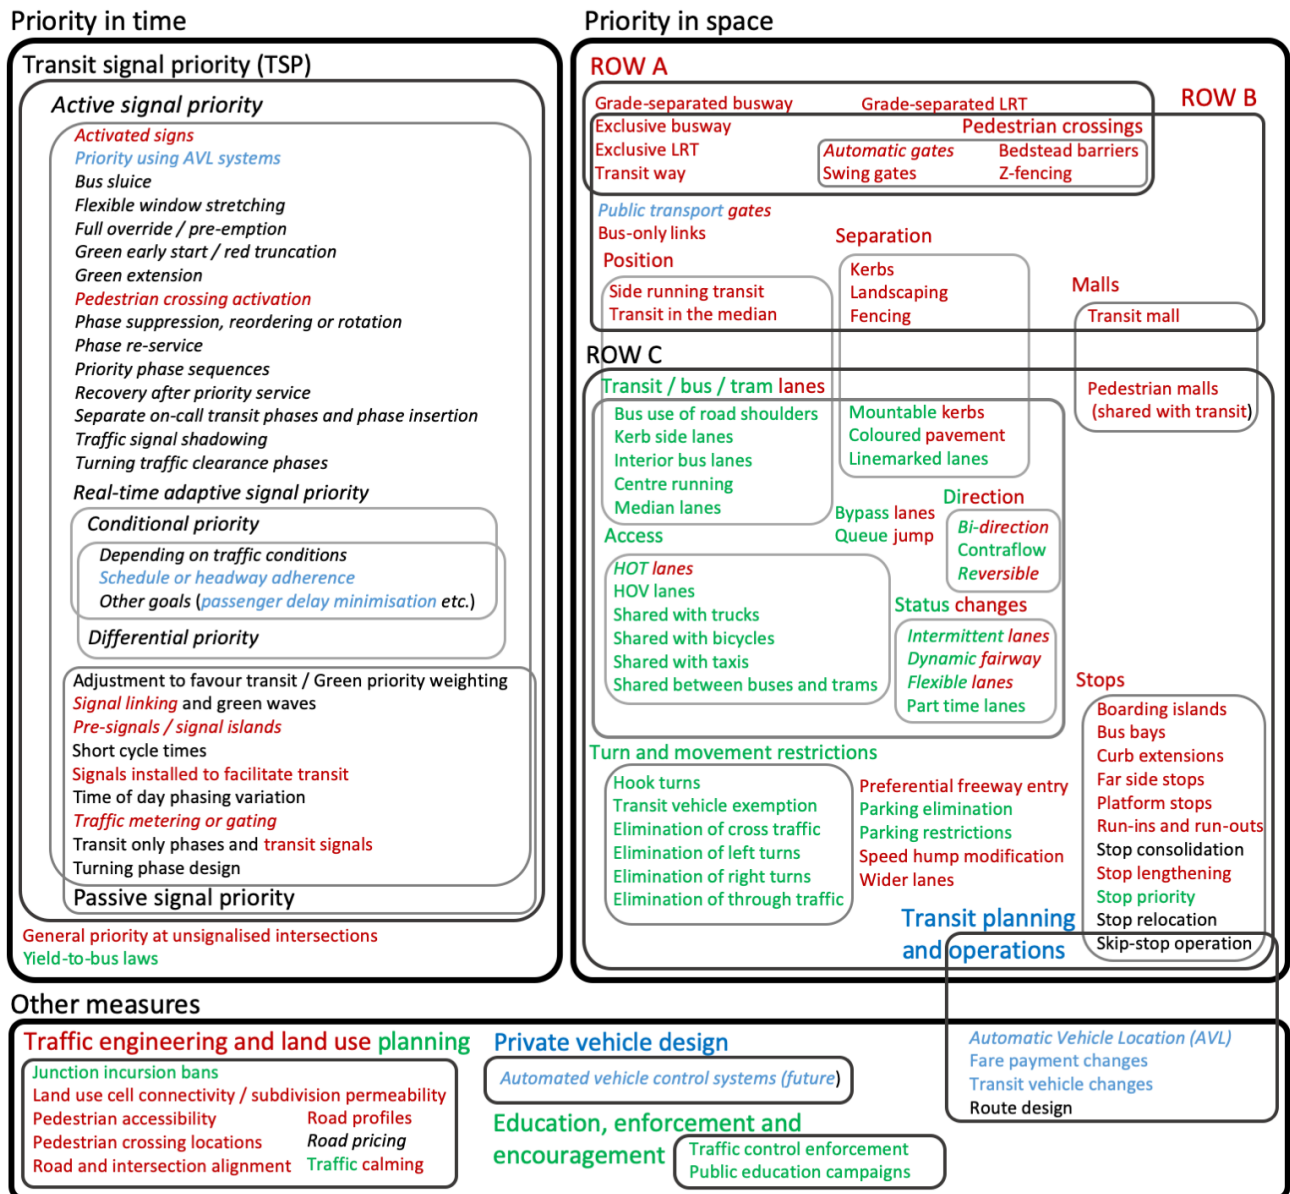 Priority in time
Transit signal priority (TSP)
Active signal priority
Activated signs
Priority using AVL systems
Bus sluice
Flexible window stretching
Full override / pre-emption
Green early start / red truncation
Green extension
Pedestrian crossing activation
Phase suppression, reordering or rotation
Phase re-service
Priority phase sequences
Recovery after priority service
Separate on-call transit phases and phase insertion
Traffic signal shadowing
Turning traffic clearance phases
Real-time adaptive signal priority
Conditional priority
Depending on traffic conditions
Schedule or headway adherence
Other goals (passenger delay minimisation etc.)
Differential priority
Adjustment to favour transit / Green priority weighting
Signal linking and green waves
Pre-signals / signal islands
Short cycle times
Signals installed to facilitate transit
Time of day phasing variation
Traffic metering or gating
Transit only phases and transit signals
Turning phase design
Passive signal priority
General priority at unsignalised intersections
Yield-to-bus laws
Priority in space
ROW A
Grade-separated busway
Grade-separated LRT
ROW B
Exclusive busway
Exclusive LRT
Transit way
Pedestrian crossings
Automatic gates
Bedstead barriers
Swing gates
Z-fencing
Public transport gates
Bus-only links
Position
Side running transit
Transit in the median
Separation
Kerbs
Landscaping
Fencing
Malls
Transit mall
Pedestrian malls
(shared with transit)
ROW C
Transit / bus / tram lanes
Bus use of road shoulders
Kerb side lanes
Interior bus lanes
Centre running
Median lanes
Mountable kerbs
Coloured pavement
Linemarked lanes
Bypass lanes
Queue jump
Direction
Bi-direction
Contraflow
Reversible
Access
HOT lanes
HOV lanes
Shared with trucks
Shared with bicycles
Shared with taxis
Shared between buses and trams
Status changes
Intermittent lanes
Dynamic fairway
Flexible lanes
Part time lanes
Turn and movement restrictions
Hook turns
Transit vehicle exemption
Elimination of cross traffic
Elimination of left turns
Elimination of right turns
Elimination of through traffic
Preferential freeway entry
Parking elimination
Parking restrictions
Speed hump modification
Wider lanes
Stops
Boarding islands
Bus bays
Curb extensions
Far side stops
Platform stops
Run-ins and run-outs
Stop consolidation
Stop lengthening
Stop priority
Stop relocation
Skip-stop operation
Transit planning
and operations
Automatic Vehicle Location (AVL)
Fare payment changes
Transit vehicle changes
Route design
Other measures
Traffic engineering and land use planning
Junction incursion bans
Land use cell connectivity / subdivision permeability
Pedestrian accessibility
Road profiles
Pedestrian crossing locations
Road pricing
Road and intersection alignment
Traffic calming
Private vehicle design
Automated vehicle control systems (future)
Education, enforcement and
encouragement
Traffic control enforcement
Public education campaigns